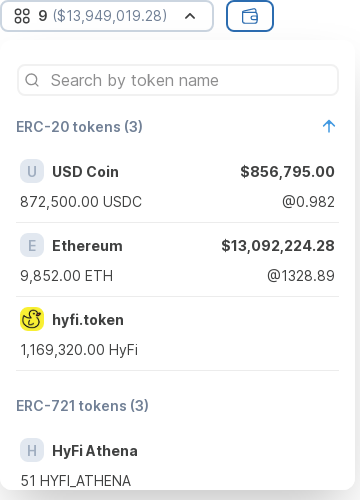 9 ($13,949,019.28)
Search by token name
ERC-20 tokens (3)
U USD Coin $856,795.00
872,500.00 USDC @0.982
E Ethereum $13,092,224.28
9,852.00 ETH @1328.89
hyfi.token
1,169,320.00 HyFi
ERC-721 tokens (3)
H HyFi Athena
51 HYFI_ATHENA